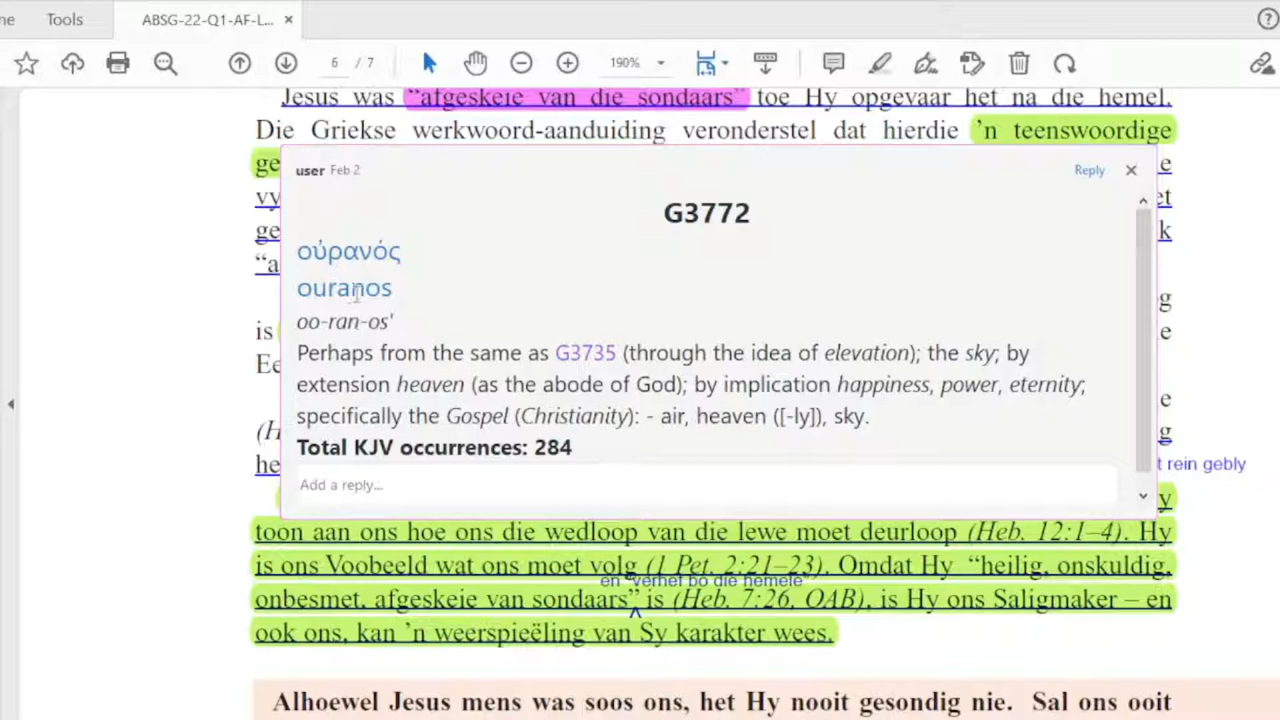 ne Tools ABSG-22-Q1-AF-L... ×
6 / 7 190%
Jesus was “afgeskeie van die sondaars” toe Hy opgevaar het na die hemel.
Die Griekse werkwoord-aanduiding veronderstel dat hierdie ’n teenswoordige
ge
vy
ge
“a
is
Ee
(H
he
user Feb 2 Reply ×
G3772
οὐρανός
ouranos
oo-ran-os'
Perhaps from the same as G3735 (through the idea of elevation); the sky; by
extension heaven (as the abode of God); by implication happiness, power, eternity;
specifically the Gospel (Christianity): - air, heaven ([-ly]), sky.
Total KJV occurrences: 284
Add a reply...
e
et
k
g
e
e
g
t rein gebly
y
toon aan ons hoe ons die wedloop van die lewe moet deurloop (Heb. 12:1–4). Hy
is ons Voobeeld wat ons moet volg (1 Pet. 2:21–23). Omdat Hy “heilig, onskuldig,
en “verhef bo die hemele”
onbesmet, afgeskeie van sondaars” is (Heb. 7:26, OAB), is Hy ons Saligmaker – en
ook ons, kan ’n weerspieëling van Sy karakter wees.
Alhoewel Jesus mens was soos ons, het Hy nooit gesondig nie. Sal ons ooit